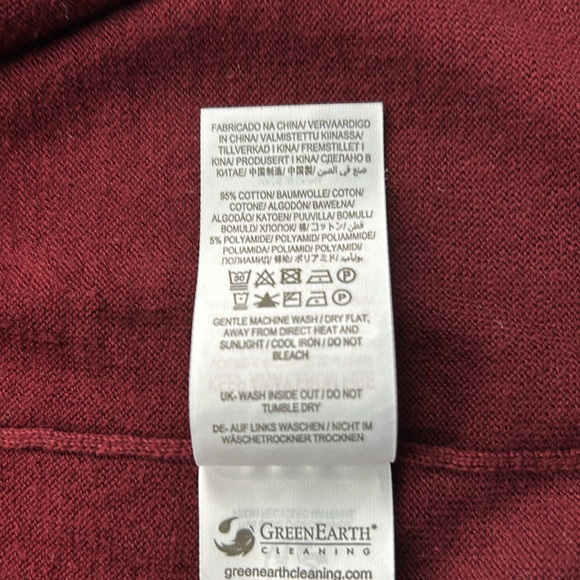 FABRICADO NA CHINA/ VERVAARDIGD
IN CHINA/ VALMISTETTU KIINASSA/
TILLVERKAD I KINA/ FREMSTILLET I
KINA/ PRODUSERT I KINA/ СДЕЛАНО В
КИТАЕ/ 中国制造/ 中国製/ صنع في الصين
95% COTTON/ BAUMWOLLE/ COTON/
COTONE/ ALGODÓN/ BAWEŁNA/
ALGODÃO/ KATOEN/ PUUVILLA/ BOMULL/
BOMULD/ ХЛОПОК/ 棉/ コットン/ قطن
5% POLYAMIDE/ POLYAMID/ POLIAMMIDE/
POLIAMIDA/ POLIAMID/ POLYAMIDI/
ПОЛИАМИД/ 锦纶/ ポリアミド/ بوليأميد
30 P
P
GENTLE MACHINE WASH / DRY FLAT,
AWAY FROM DIRECT HEAT AND
SUNLIGHT / COOL IRON / DO NOT
BLEACH
UK- WASH INSIDE OUT / DO NOT
TUMBLE DRY
DE- AUF LINKS WASCHEN / NICHT IM
WÄSCHETROCKNER TROCKNEN
GREENEARTH®
CLEANING
greenearthcleaning.com